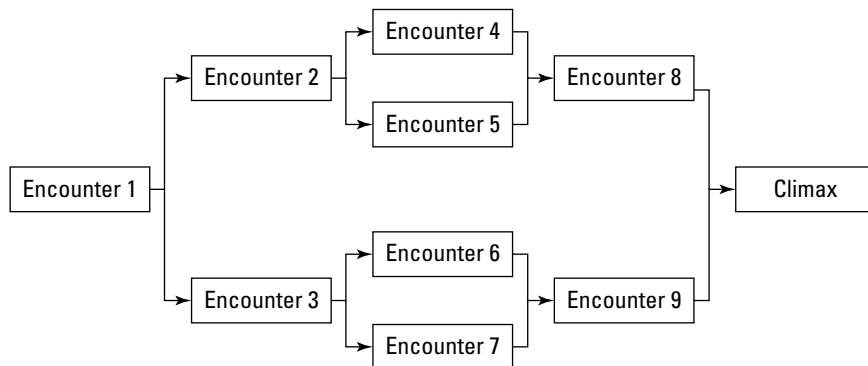 Encounter 4
Encounter 2
Encounter 8
Encounter 5
Encounter 1
Climax
Encounter 6
Encounter 3
Encounter 9
Encounter 7